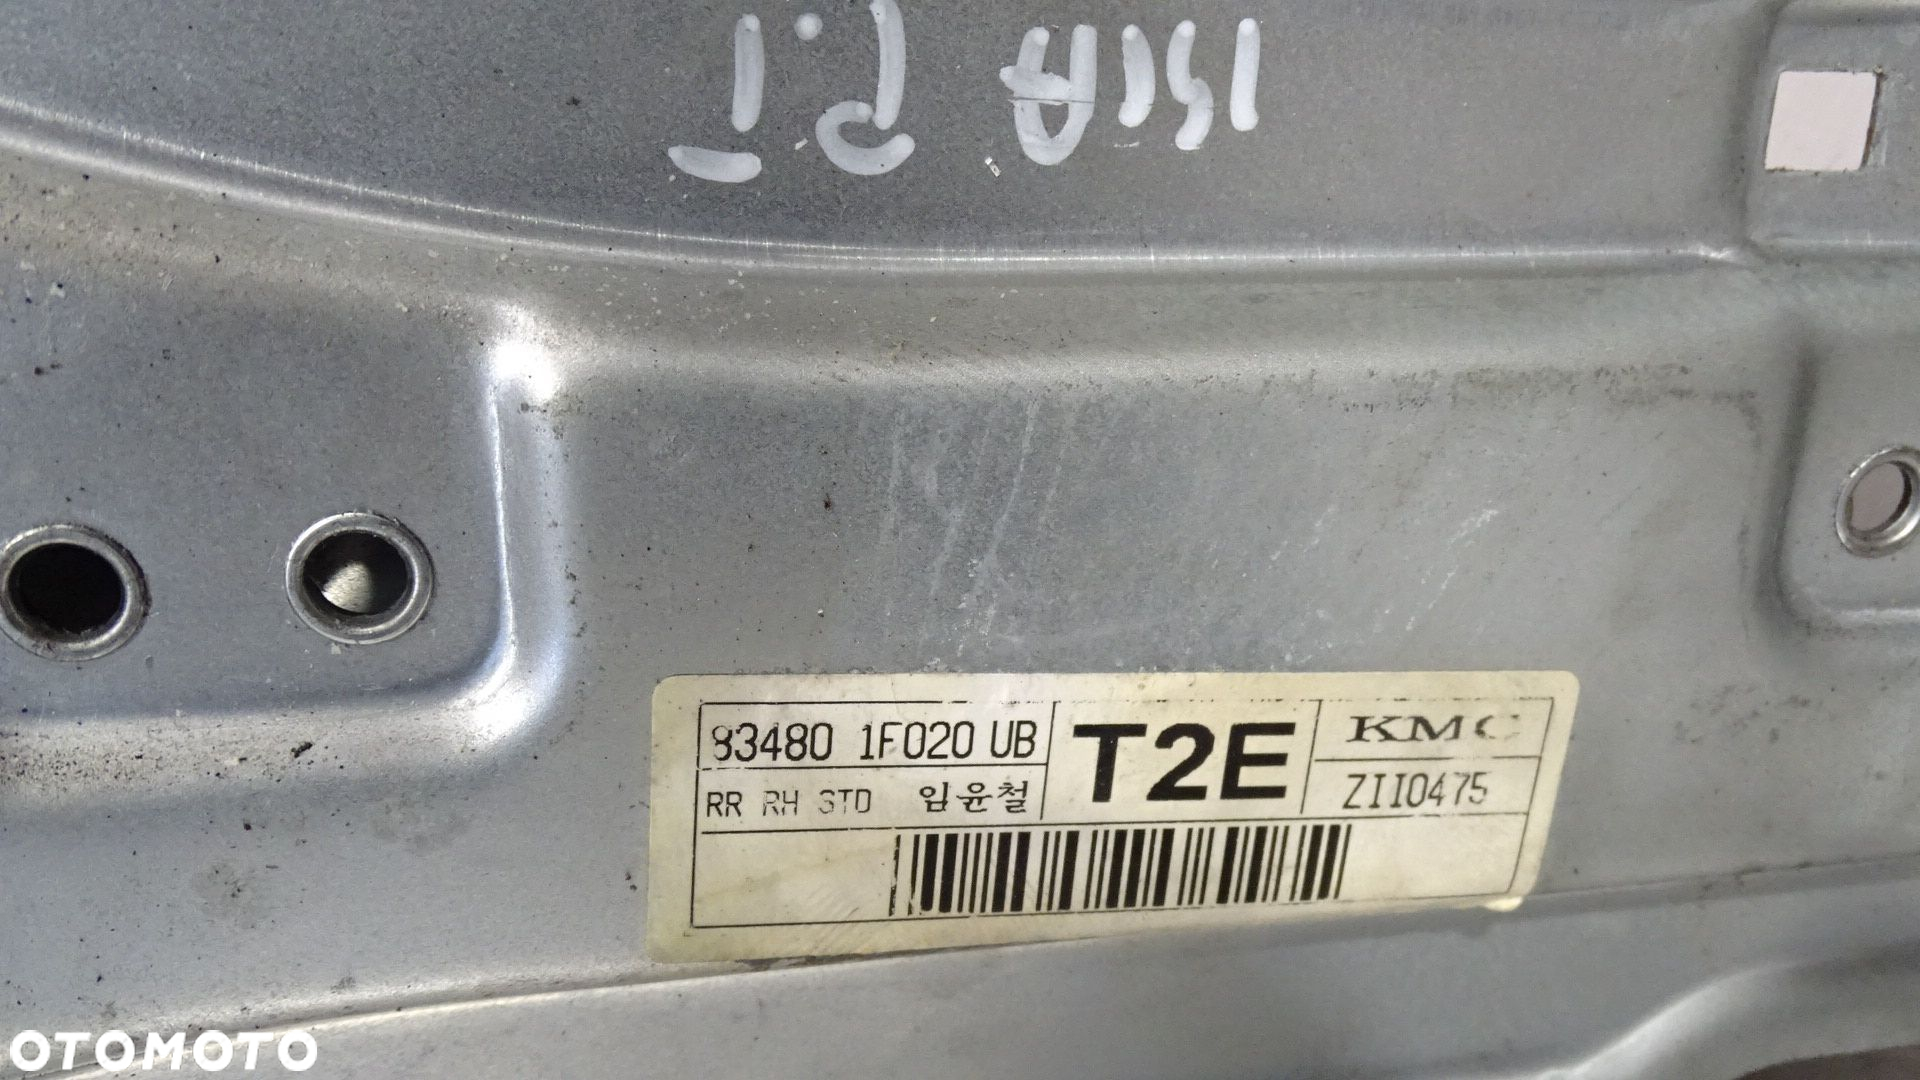 83480 1F020 UB
T2E
KMC
RR RH STD 임윤철
ZII0475
OTOMOTO